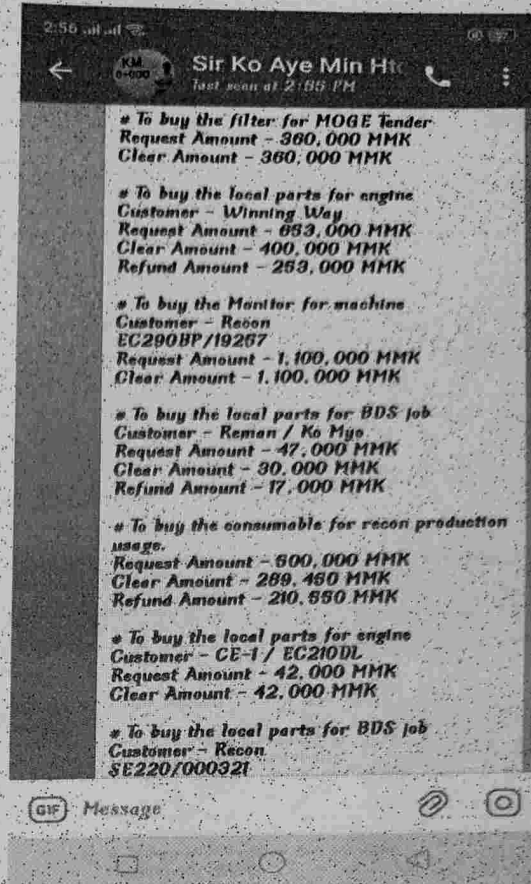 2:56
KM
0+000
Sir Ko Aye Min Ht
last seen at 2:55 PM
# To buy the filter for MOGE Tender
Request Amount - 360,000 MMK
Clear Amount - 360,000 MMK
# To buy the local parts for engine
Customer - Winning Way
Request Amount - 653,000 MMK
Clear Amount - 400,000 MMK
Refund Amount - 253,000 MMK
# To buy the Monitor for machine
Customer - Recon
EC290BP/19267
Request Amount - 1,100,000 MMK
Clear Amount - 1,100,000 MMK
# To buy the local parts for BDS job
Customer - Reman / Ko Myo
Request Amount - 47,000 MMK
Clear Amount - 30,000 MMK
Refund Amount - 17,000 MMK
# To buy the consumable for recon production
usage.
Request Amount - 500,000 MMK
Clear Amount - 289,450 MMK
Refund Amount - 210,550 MMK
# To buy the local parts for engine
Customer - CE-1 / EC210DL
Request Amount - 42,000 MMK
Clear Amount - 42,000 MMK
# To buy the local parts for BDS job
Customer - Recon
SE220/000321
GIF Message